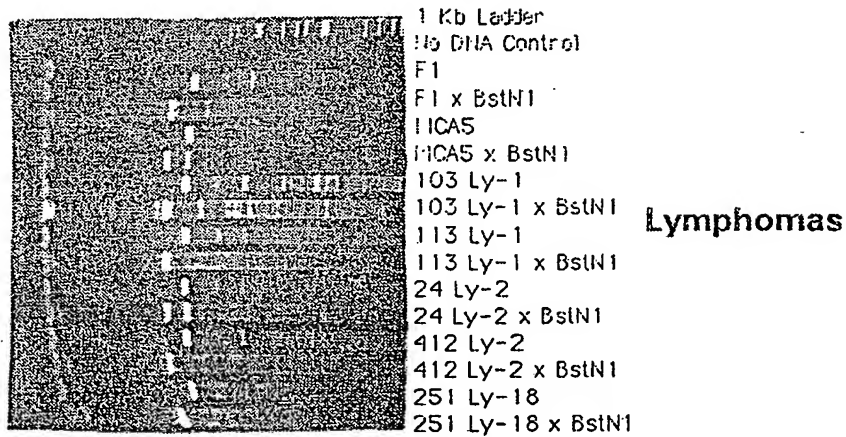 1 Kb Ladder
No DNA Control
F1
F1 x BstN1
MCA5
MCA5 x BstN1
103 Ly-1
103 Ly-1 x BstN1
113 Ly-1
113 Ly-1 x BstN1
24 Ly-2
24 Ly-2 x BstN1
412 Ly-2
412 Ly-2 x BstN1
251 Ly-18
251 Ly-18 x BstN1
Lymphomas